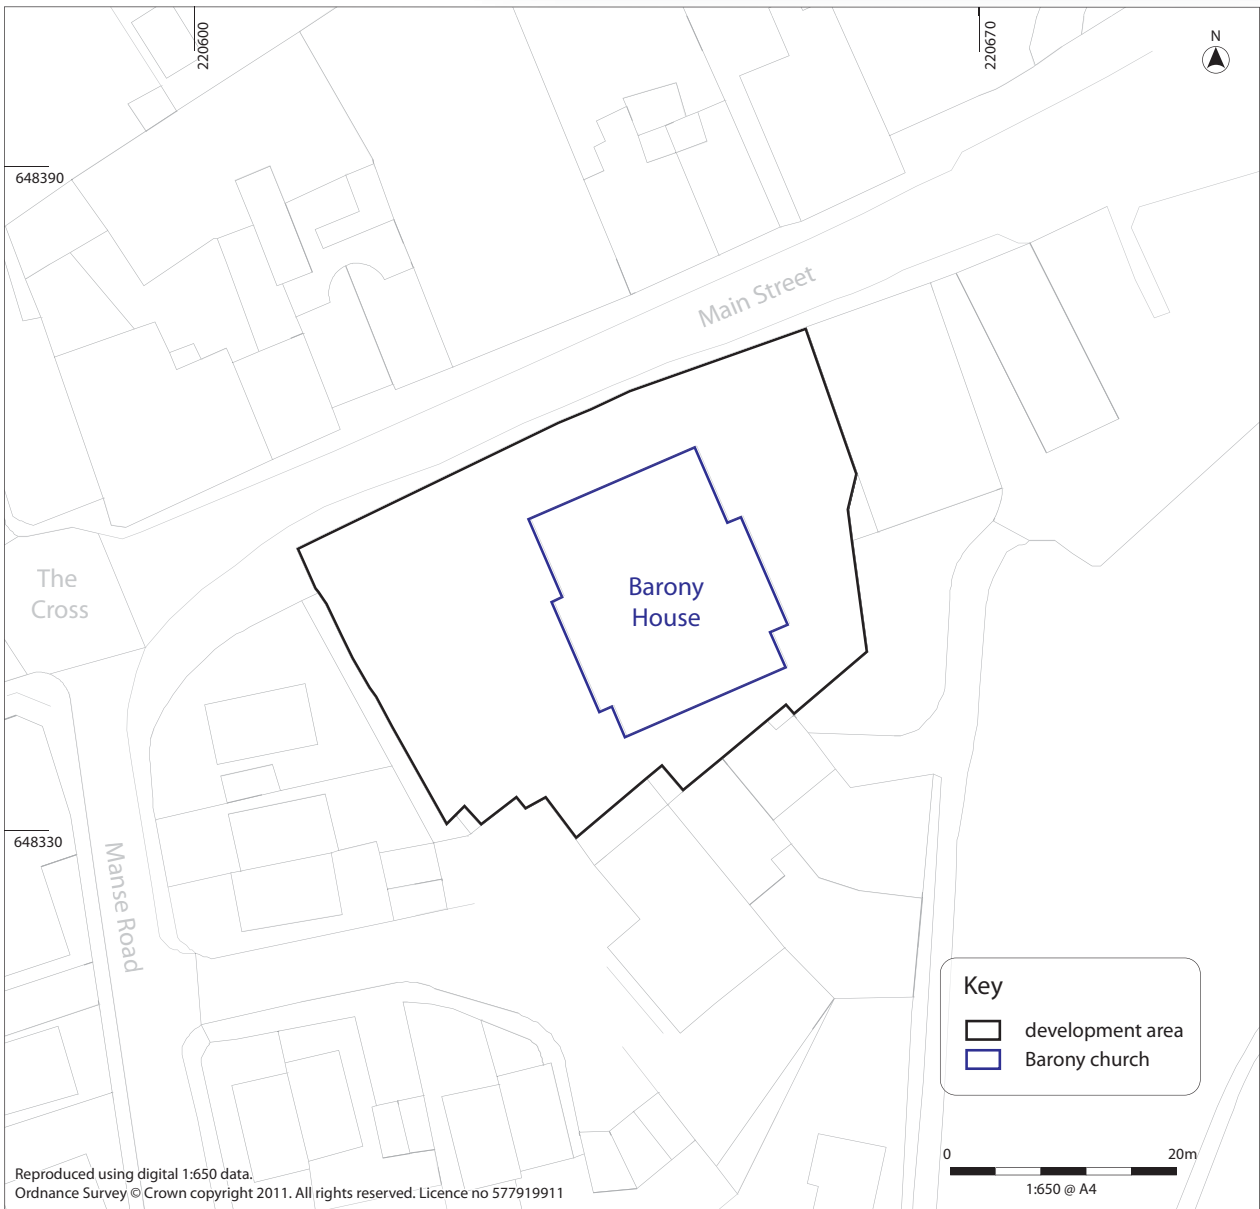 220600
220670
N
648390
Main Street
The
Cross
Barony
House
648330
Manse Road
Key
development area
Barony church
0 20m
1:650 @ A4
Reproduced using digital 1:650 data.
Ordnance Survey © Crown copyright 2011. All rights reserved. Licence no 577919911